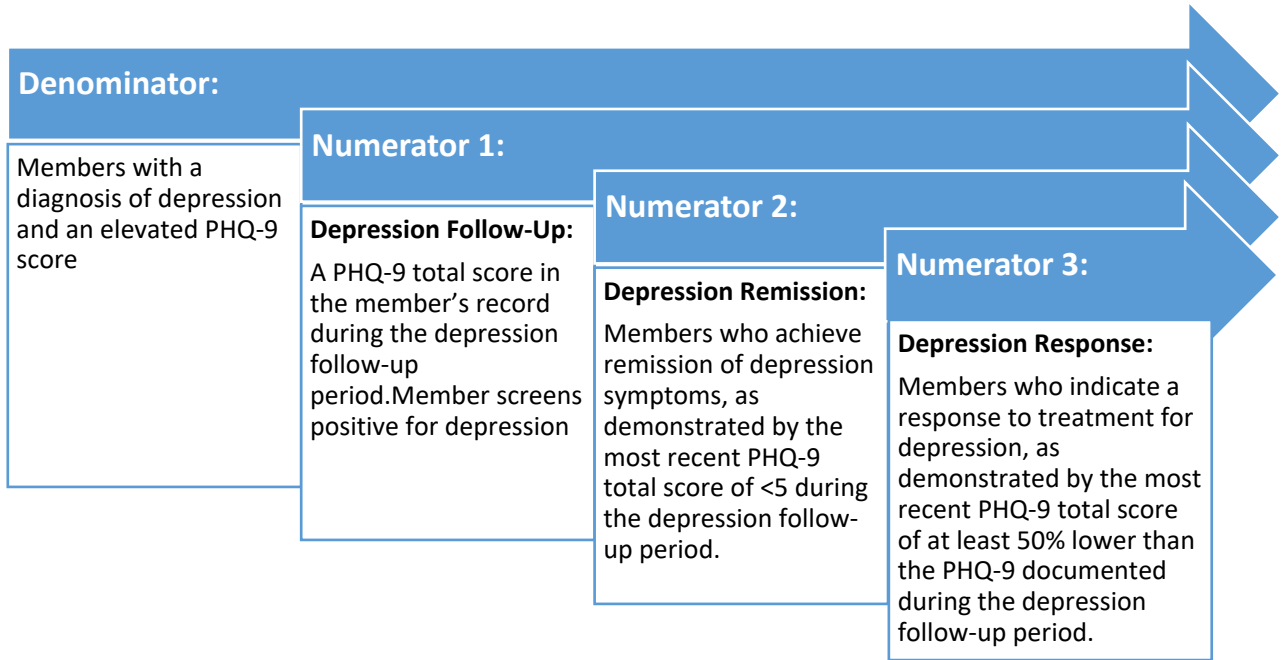 Denominator:
Members with a
diagnosis of depression
and an elevated PHQ-9
score
Numerator 1:
Depression Follow-Up:
A PHQ-9 total score in
the member’s record
during the depression
follow-up
period.Member screens
positive for depression
Numerator 2:
Depression Remission:
Members who achieve
remission of depression
symptoms, as
demonstrated by the
most recent PHQ-9
total score of <5 during
the depression follow-
up period.
Numerator 3:
Depression Response:
Members who indicate a
response to treatment for
depression, as
demonstrated by the most
recent PHQ-9 total score
of at least 50% lower than
the PHQ-9 documented
during the depression
follow-up period.